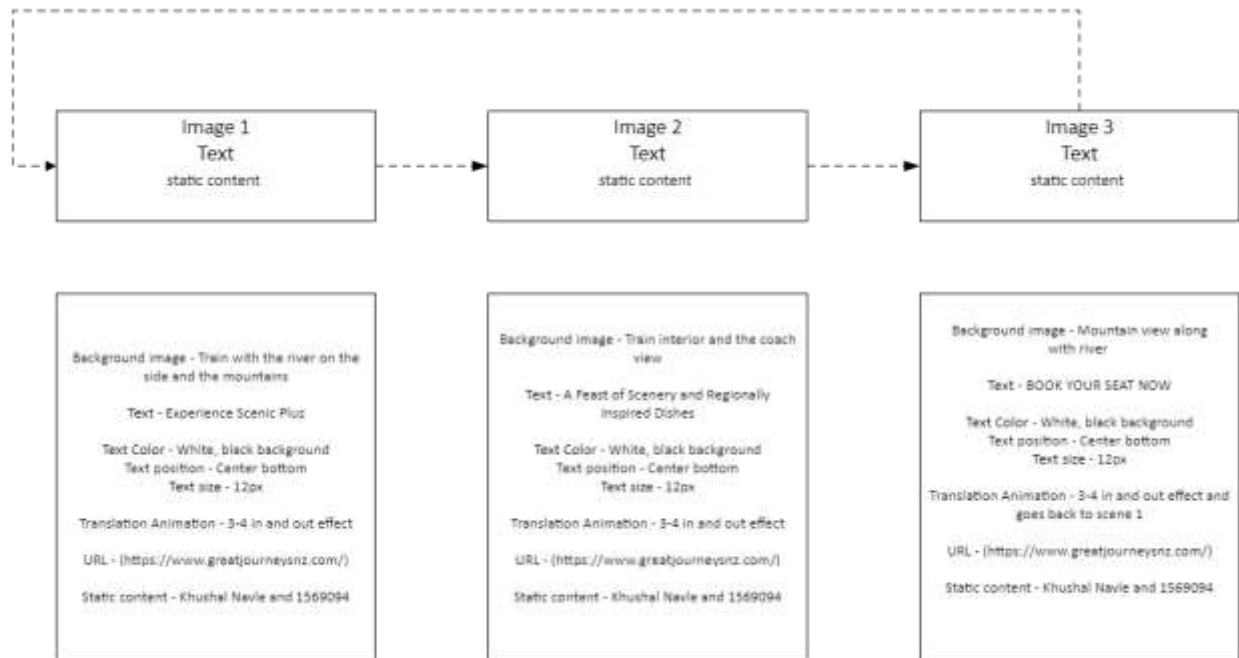 Image 1
Text
static content
Image 2
Text
static content
Image 3
Text
static content
Background image - Train with the river on the
side and the mountains
Text - Experience Scenic Plus
Text Color - White, black background
Text position - Center bottom
Text size - 12px
Translation Animation - 3-4 in and out effect
URL - (https://www.greatjourneysnz.com/)
Static content - Khushal Navle and 1569094
Background image - Train interior and the coach
view
Text - A Feast of Scenery and Regionally
Inspired Dishes
Text Color - White, black background
Text position - Center bottom
Text size - 12px
Translation Animation - 3-4 in and out effect
URL - (https://www.greatjourneysnz.com/)
Static content - Khushal Navle and 1569094
Background image - Mountain view along
with river
Text - BOOK YOUR SEAT NOW
Text Color - White, black background
Text position - Center bottom
Text size - 12px
Translation Animation - 3-4 in and out effect and
goes back to scene 1
URL - (https://www.greatjourneysnz.com/)
Static content - Khushal Navle and 1569094